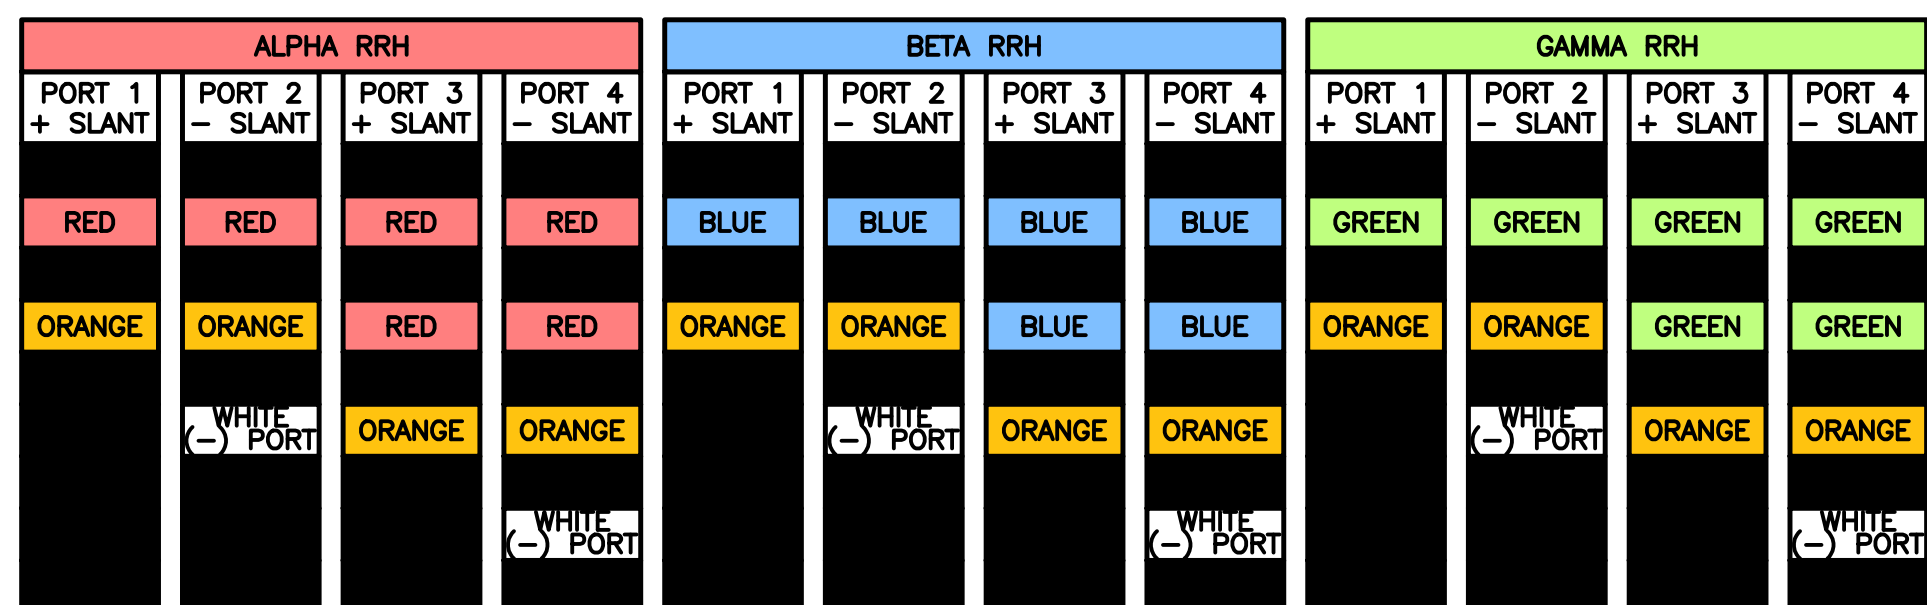 ALPHA RRH BETA RRH GAMMA RRH
PORT 1 PORT 2 PORT 3 PORT 4 PORT 1 PORT 2 PORT 3 PORT 4 PORT 1 PORT 2 PORT 3 PORT 4
+ SLANT - SLANT + SLANT - SLANT + SLANT - SLANT + SLANT - SLANT + SLANT - SLANT + SLANT - SLANT
RED RED RED RED BLUE BLUE BLUE BLUE GREEN GREEN GREEN GREEN
ORANGE ORANGE RED RED ORANGE ORANGE BLUE BLUE ORANGE ORANGE GREEN GREEN
WHITE WHITE WHITE
(-) PORT ORANGE ORANGE (-) PORT ORANGE ORANGE (-) PORT ORANGE ORANGE
WHITE WHITE WHITE
(-) PORT (-) PORT (-) PORT